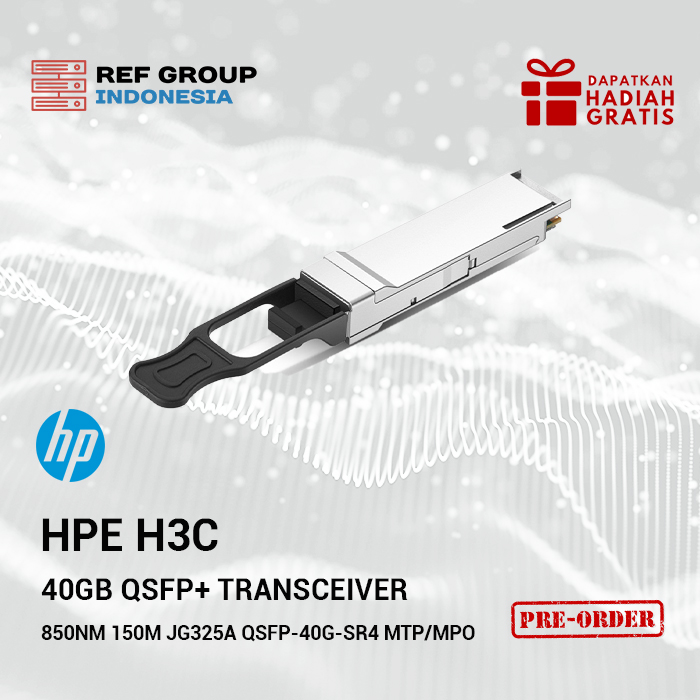 REF GROUP
INDONESIA
DAPATKAN
HADIAH
GRATIS
hp
HPE H3C
40GB QSFP+ TRANSCEIVER
850NM 150M JG325A QSFP-40G-SR4 MTP/MPO
PRE-ORDER